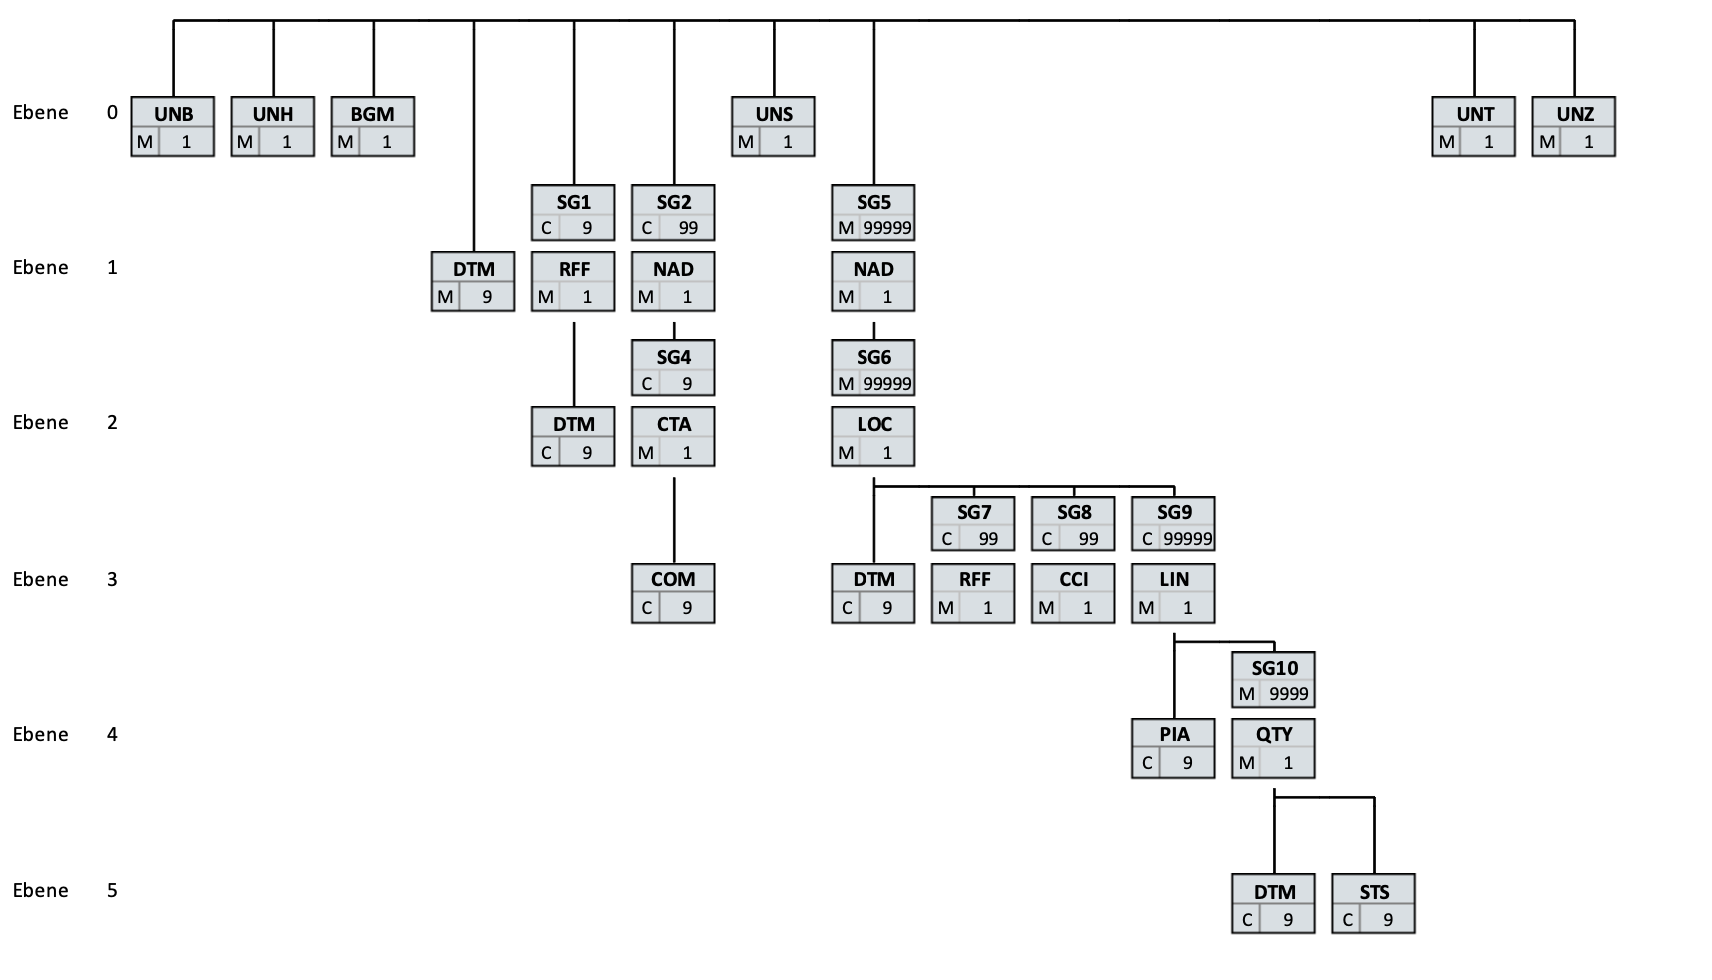 Ebene 0 UNB UNH BGM UNS UNT UNZ
M 1 M 1 M 1 M 1 M 1 M 1
SG1 SG2 SG5
C 9 C 99 M 99999
Ebene 1 DTM RFF NAD NAD
M 9 M 1 M 1 M 1
SG4 SG6
C 9 M 99999
Ebene 2 DTM CTA LOC
C 9 M 1 M 1
SG7 SG8 SG9
C 99 C 99 C 99999
Ebene 3 COM DTM RFF CCI LIN
C 9 C 9 M 1 M 1 M 1
SG10
M 9999
Ebene 4 PIA QTY
C 9 M 1
Ebene 5 DTM STS
C 9 C 9